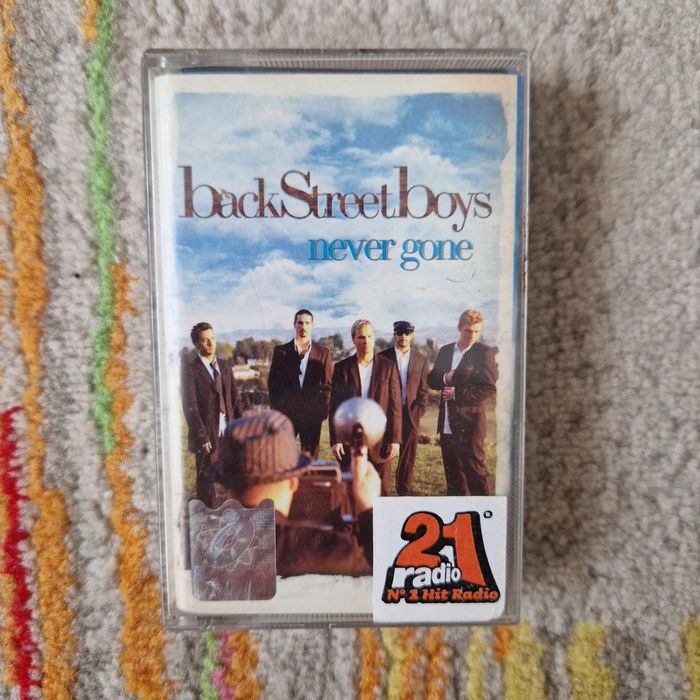 backStreetboys
never gone
21
radio
Nº 1 Hit Radio